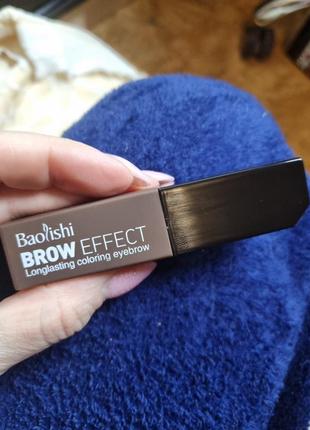 Baolishi
BROW EFFECT
Longlasting coloring eyebrow